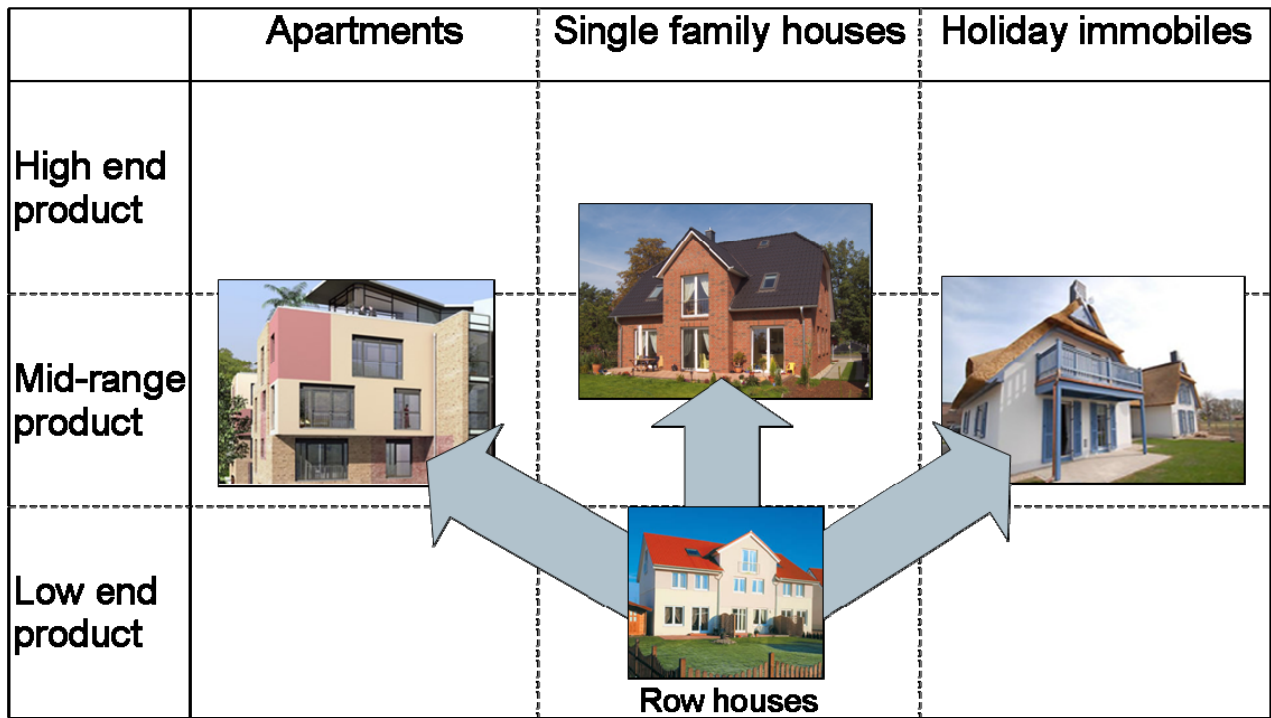 Apartments
Single family houses
Holiday immobiles
High end
product
Mid-range
product
Low end
product
Row houses